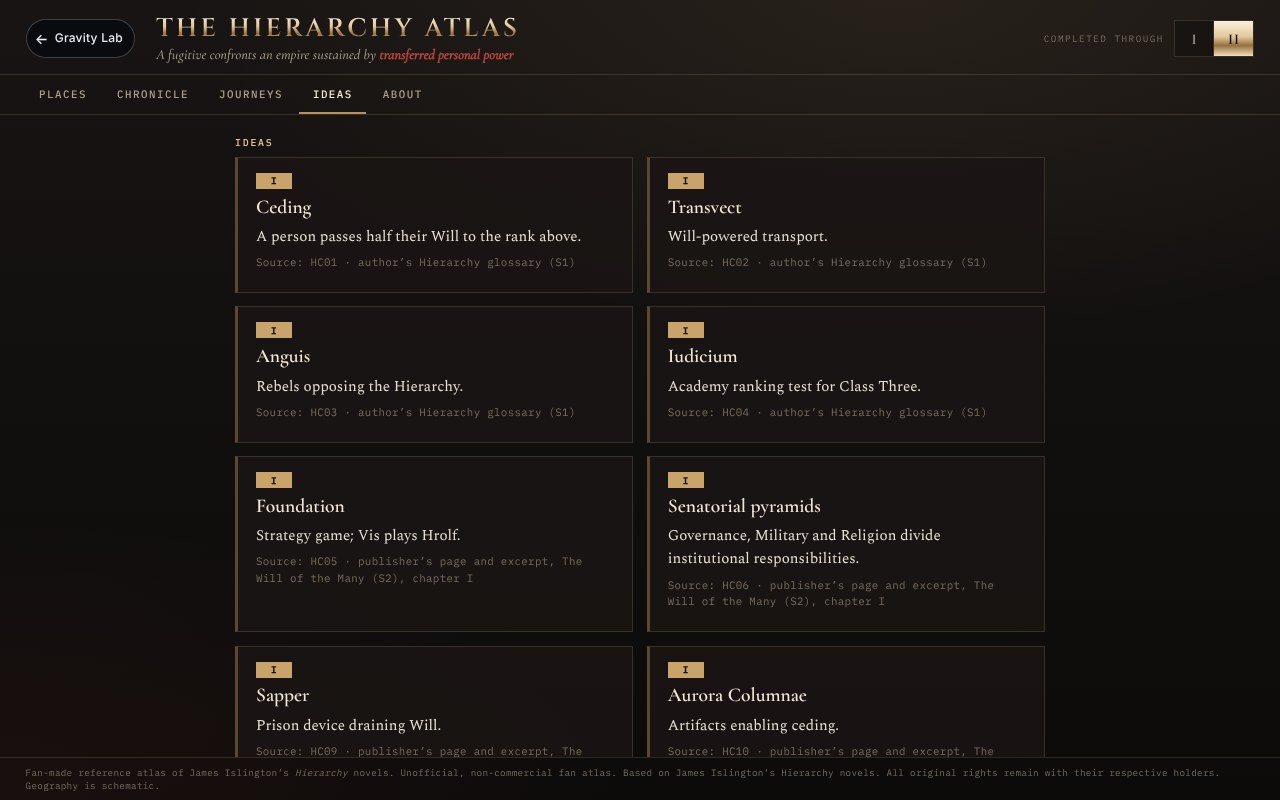 ← Gravity Lab
THE HIERARCHY ATLAS
A fugitive confronts an empire sustained by transferred personal power
COMPLETED THROUGH
I
II
PLACES
CHRONICLE
JOURNEYS
IDEAS
ABOUT
IDEAS
I
Ceding
A person passes half their Will to the rank above.
Source: HC01 · author’s Hierarchy glossary (S1)
I
Transvect
Will-powered transport.
Source: HC02 · author’s Hierarchy glossary (S1)
I
Anguis
Rebels opposing the Hierarchy.
Source: HC03 · author’s Hierarchy glossary (S1)
I
Iudicium
Academy ranking test for Class Three.
Source: HC04 · author’s Hierarchy glossary (S1)
I
Foundation
Strategy game; Vis plays Hrolf.
Source: HC05 · publisher’s page and excerpt, The
Will of the Many (S2), chapter I
I
Senatorial pyramids
Governance, Military and Religion divide
institutional responsibilities.
Source: HC06 · publisher’s page and excerpt, The
Will of the Many (S2), chapter I
I
Sapper
Prison device draining Will.
Source: HC09 · publisher’s page and excerpt, The
I
Aurora Columnae
Artifacts enabling ceding.
Source: HC10 · publisher’s page and excerpt, The
Fan-made reference atlas of James Islington’s Hierarchy novels. Unofficial, non-commercial fan atlas. Based on James Islington’s Hierarchy novels. All original rights remain with their respective holders.
Geography is schematic.